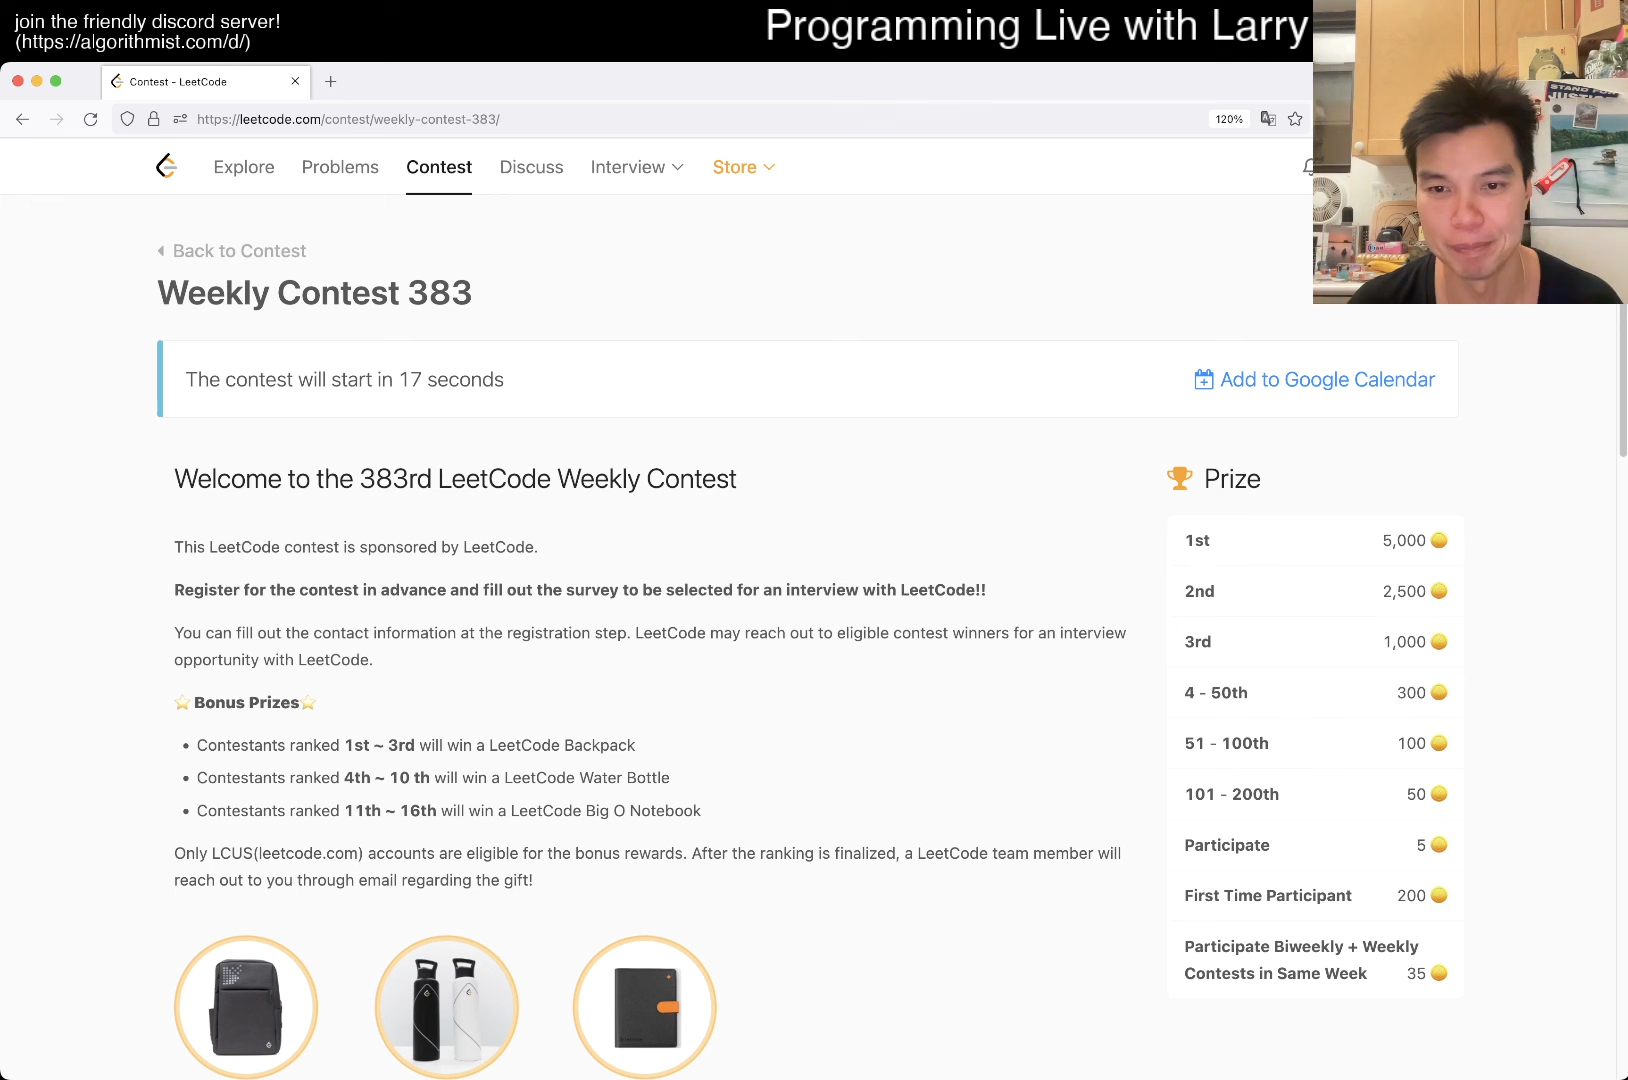 join the friendly discord server!
(https://algorithmist.com/d/)
Programming Live with Larry
Contest - LeetCode
https://leetcode.com/contest/weekly-contest-383/
120%
Explore Problems Contest Discuss Interview Store
Back to Contest
Weekly Contest 383
The contest will start in 17 seconds
Add to Google Calendar
Welcome to the 383rd LeetCode Weekly Contest
This LeetCode contest is sponsored by LeetCode.
Register for the contest in advance and fill out the survey to be selected for an interview with LeetCode!!
You can fill out the contact information at the registration step. LeetCode may reach out to eligible contest winners for an interview
opportunity with LeetCode.
⭐ Bonus Prizes⭐
• Contestants ranked 1st ~ 3rd will win a LeetCode Backpack
• Contestants ranked 4th ~ 10 th will win a LeetCode Water Bottle
• Contestants ranked 11th ~ 16th will win a LeetCode Big O Notebook
Only LCUS(leetcode.com) accounts are eligible for the bonus rewards. After the ranking is finalized, a LeetCode team member will
reach out to you through email regarding the gift!
Prize
1st 5,000
2nd 2,500
3rd 1,000
4 - 50th 300
51 - 100th 100
101 - 200th 50
Participate 5
First Time Participant 200
Participate Biweekly + Weekly
Contests in Same Week 35
STAND FOR